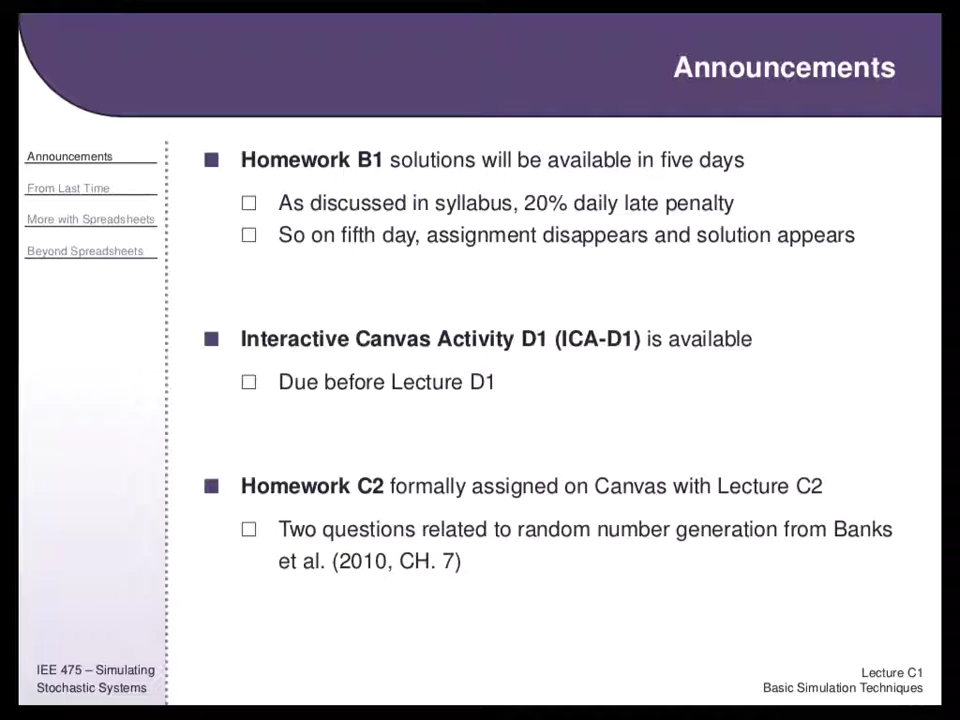 Announcements
Announcements
From Last Time
More with Spreadsheets
Beyond Spreadsheets
Homework B1 solutions will be available in five days
As discussed in syllabus, 20% daily late penalty
So on fifth day, assignment disappears and solution appears
Interactive Canvas Activity D1 (ICA-D1) is available
Due before Lecture D1
Homework C2 formally assigned on Canvas with Lecture C2
Two questions related to random number generation from Banks
et al. (2010, CH. 7)
IEE 475 – Simulating
Stochastic Systems
Lecture C1
Basic Simulation Techniques